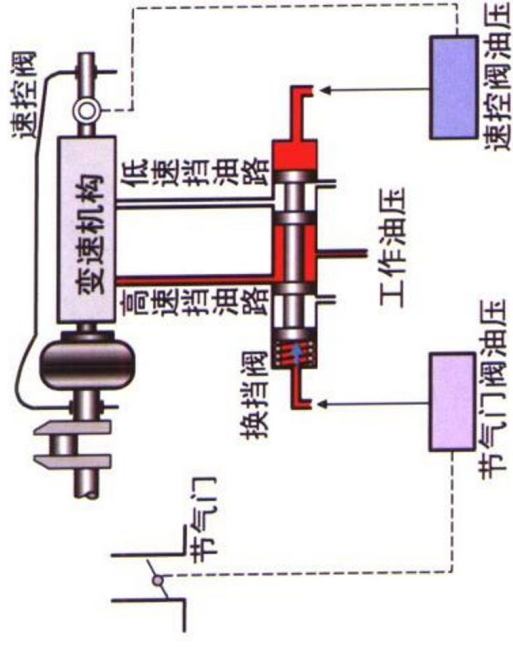 速控阀
变速机构
低速挡油路
高速挡油路
换挡阀
工作油压
速控阀油压
节气门阀油压
节气门